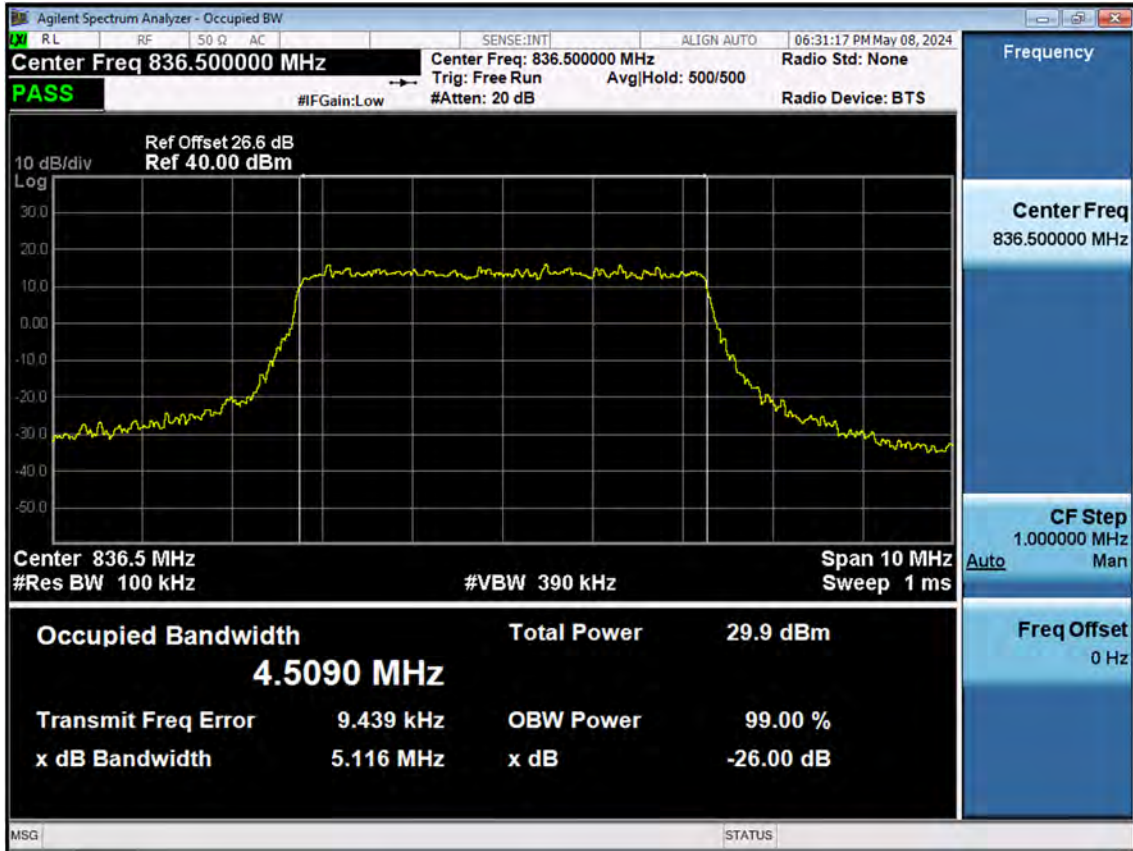 Agilent Spectrum Analyzer - Occupied BW
LXI RL RF 50 Ω AC SENSE:INT ALIGN AUTO 06:31:17 PM May 08, 2024
Center Freq 836.500000 MHz Center Freq: 836.500000 MHz Radio Std: None
Trig: Free Run Avg|Hold: 500/500
PASS #IFGain:Low #Atten: 20 dB Radio Device: BTS
Ref Offset 26.6 dB
10 dB/div Ref 40.00 dBm
Log
30.0
20.0
10.0
0.00
-10.0
-20.0
-30.0
-40.0
-50.0
Center 836.5 MHz Span 10 MHz
#Res BW 100 kHz #VBW 390 kHz Sweep 1 ms
Occupied Bandwidth Total Power 29.9 dBm
4.5090 MHz
Transmit Freq Error 9.439 kHz OBW Power 99.00 %
x dB Bandwidth 5.116 MHz x dB -26.00 dB
MSG STATUS
Frequency
Center Freq
836.500000 MHz
CF Step
1.000000 MHz
Auto Man
Freq Offset
0 Hz